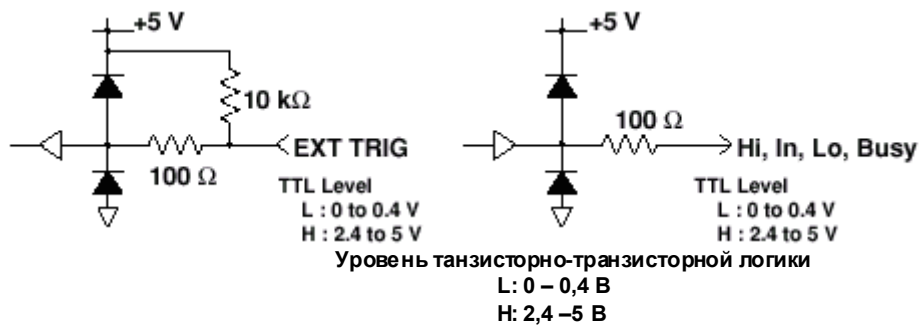 +5 V
10 kΩ
100 Ω
EXT TRIG
TTL Level
L : 0 to 0.4 V
H : 2.4 to 5 V
+5 V
100 Ω
Hi, In, Lo, Busy
TTL Level
L : 0 to 0.4 V
H : 2.4 to 5 V
Уровень танзисторно-транзисторной логики
L: 0 – 0,4 В
H: 2,4 –5 В